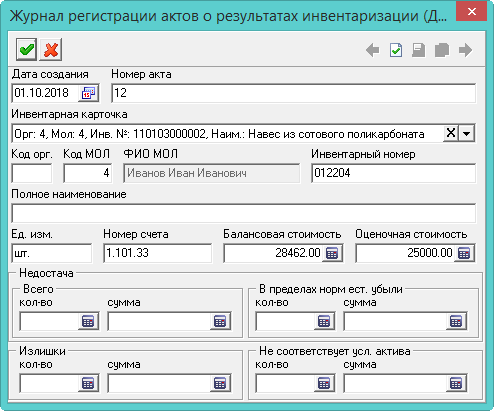 Журнал регистрации актов о результатах инвентаризации (Д...
Дата создания Номер акта
01.10.2018 15 12
Инвентарная карточка
Орг: 4, Мол: 4, Инв. №: 110103000002, Наим.: Навес из сотового поликарбоната X
Код орг. Код МОЛ ФИО МОЛ Инвентарный номер
4 Иванов Иван Иванович 012204
Полное наименование
Ед. изм. Номер счета Балансовая стоимость Оценочная стоимость
шт. 1.101.33 28462.00 25000.00
Недостача
Всего В пределах норм ест. убыли
кол-во сумма кол-во сумма
Излишки Не соответствует усл. актива
кол-во сумма кол-во сумма